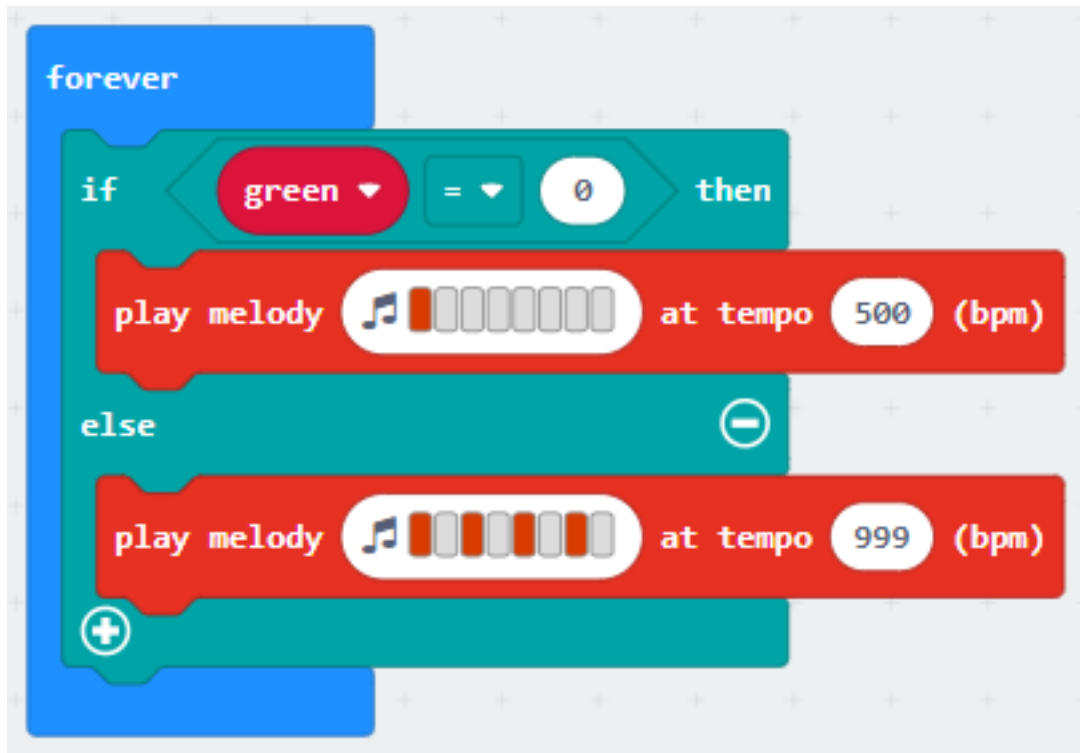 forever
if green = 0 then
play melody at tempo 500 (bpm)
else
play melody at tempo 999 (bpm)